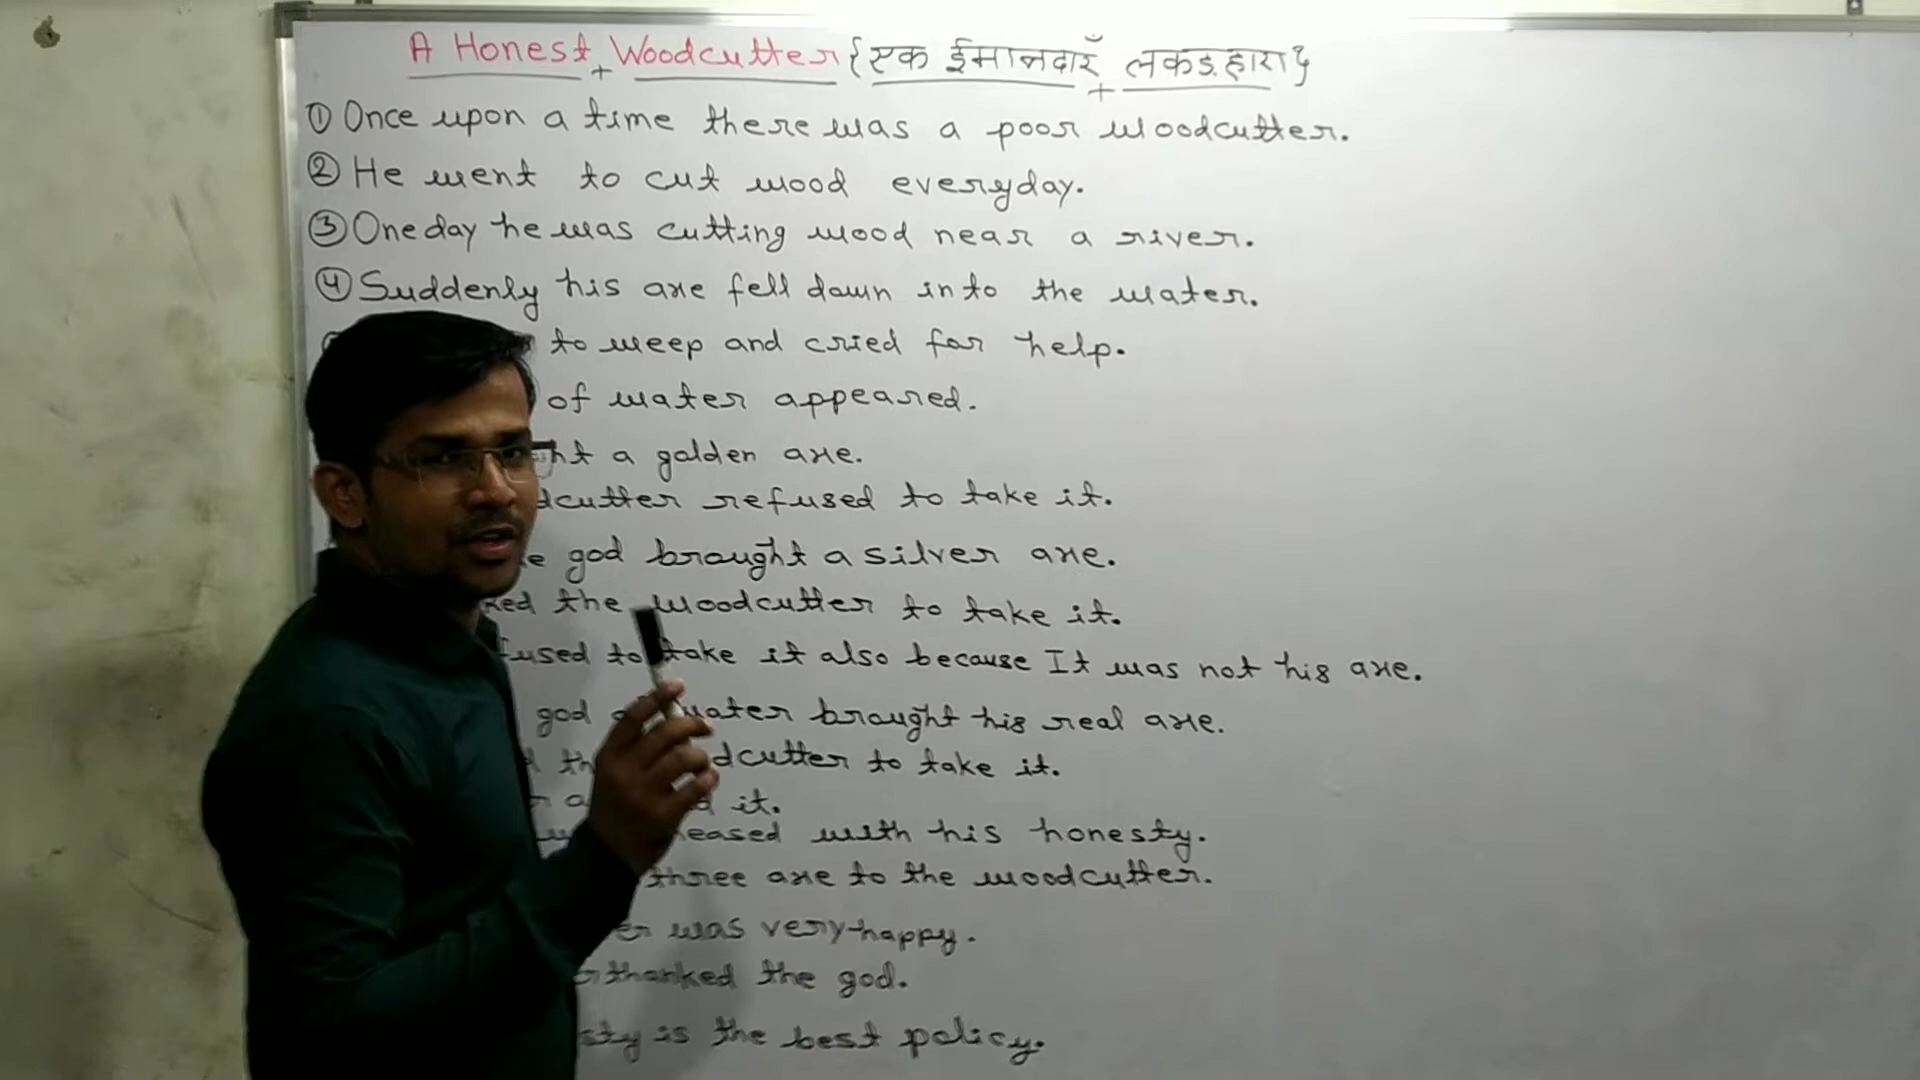 A Honest + Woodcutter {एक ईमानदार + लकड़हारा}
① Once upon a time there was a poor woodcutter.
② He went to cut wood everyday.
③ Oneday he was cutting wood near a river.
④ Suddenly his axe fell down into the water.
to weep and cried for help.
of water appeared.
a golden axe.
refused to take it.
god brought a silver axe.
the woodcutter to take it.
to take it also because It was not his axe.
god water brought his real axe.
to take it.
it.
with his honesty.
three axe to the woodcutter.
was very happy.
thanked the god.
is the best policy.